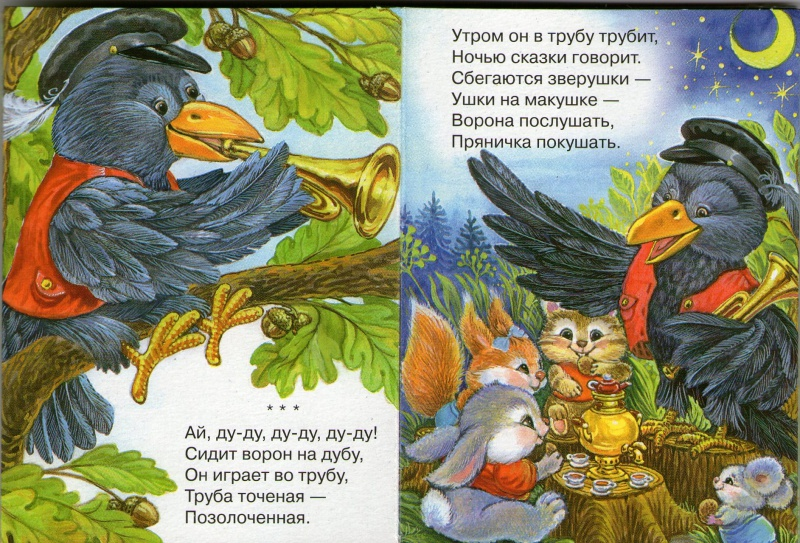 * * *
Ай, ду-ду, ду-ду, ду-ду!
Сидит ворон на дубу,
Он играет во трубу,
Труба точеная —
Позолоченная.
Утром он в трубу трубит,
Ночью сказки говорит.
Сбегаются зверушки —
Ушки на макушке —
Ворона послушать,
Пряничка покушать.